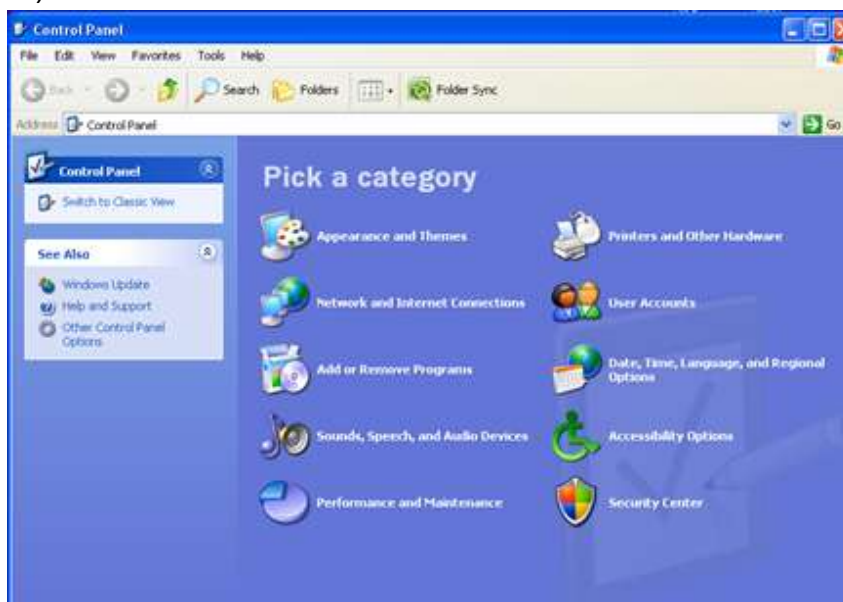 Control Panel
File Edit View Favorites Tools Help
Back Search Folders Folder Sync
Address Control Panel Go
Control Panel
Switch to Classic View
See Also
Windows Update
Help and Support
Other Control Panel
Options
Pick a category
Appearance and Themes
Printers and Other Hardware
Network and Internet Connections
User Accounts
Add or Remove Programs
Date, Time, Language, and Regional
Options
Sounds, Speech, and Audio Devices
Accessibility Options
Performance and Maintenance
Security Center